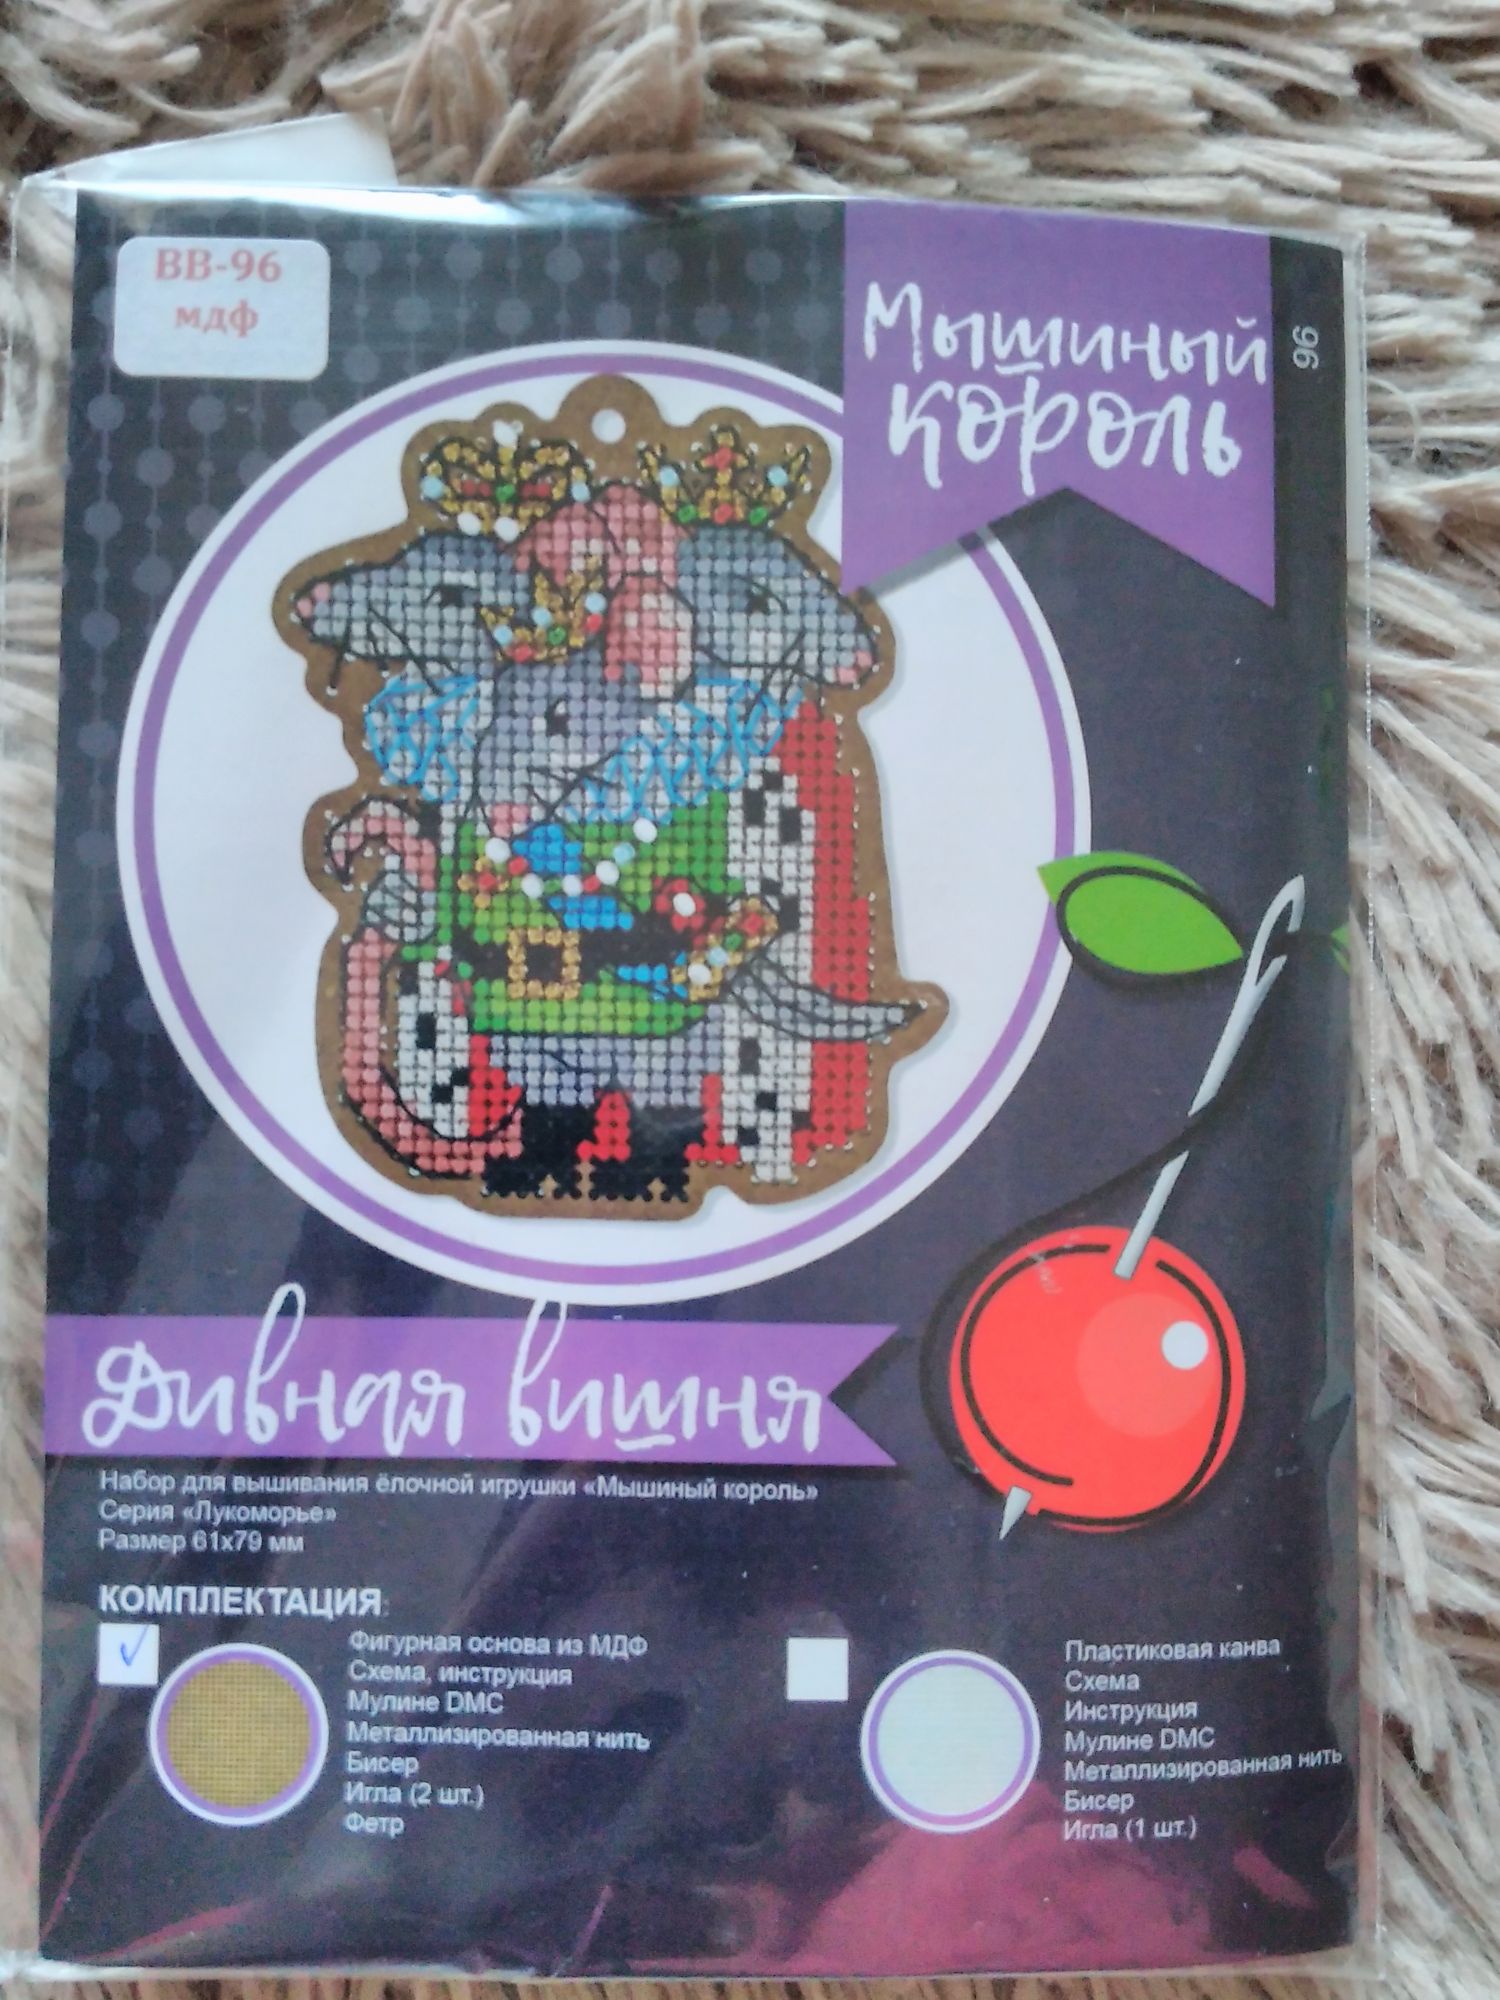 ВВ-96
мдф
Мышиный
король
96
Дивная вишня
Набор для вышивания ёлочной игрушки «Мышиный король»
Серия «Лукоморье»
Размер 61х79 мм
КОМПЛЕКТАЦИЯ:
Фигурная основа из МДФ
Схема, инструкция
Мулине DMC
Металлизированная нить
Бисер
Игла (2 шт.)
Фетр
Пластиковая канва
Схема
Инструкция
Мулине DMC
Металлизированная нить
Бисер
Игла (1 шт.)